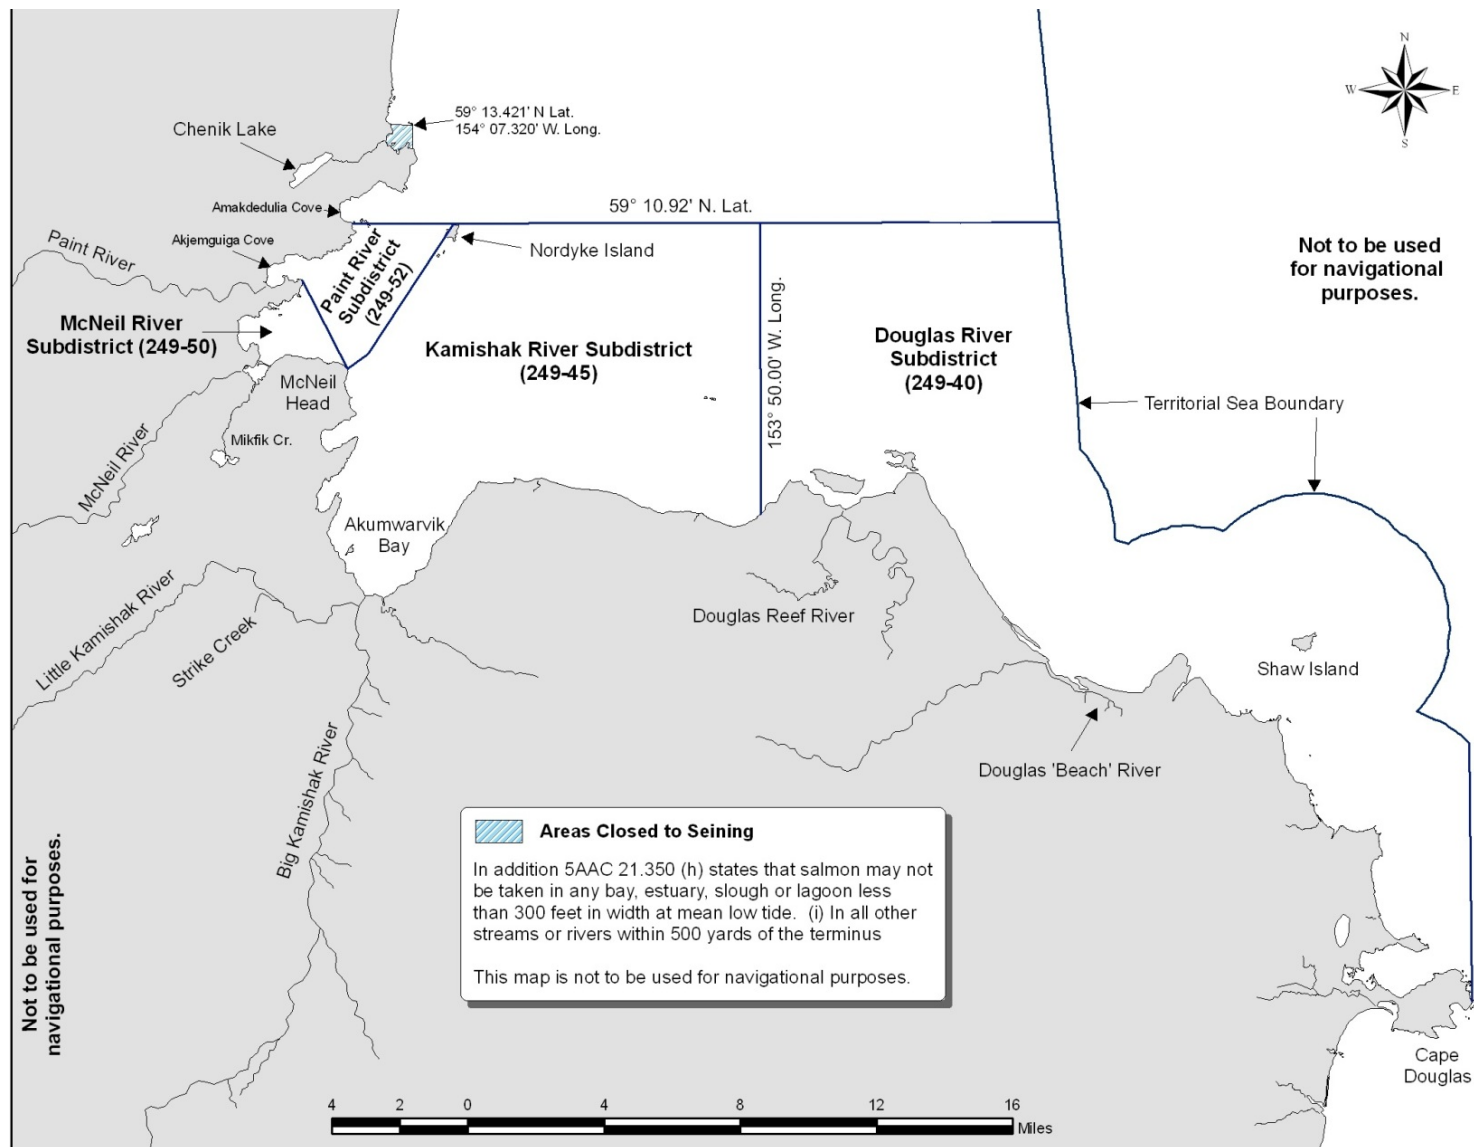 N
W
E
S
59° 13.421' N Lat.
154° 07.320' W. Long.
Chenik Lake
Amakdedulia Cove
59° 10.92' N. Lat.
Akjemguiga Cove
Paint River
Nordyke Island
Paint River
Subdistrict
(249-52)
Not to be used
for navigational
purposes.
McNeil River
Subdistrict (249-50)
Kamishak River Subdistrict
(249-45)
153° 50.00' W. Long.
Douglas River
Subdistrict
(249-40)
McNeil
Head
Territorial Sea Boundary
Mikfik Cr.
McNeil River
Akumwarvik
Bay
Little Kamishak River
Strike Creek
Douglas Reef River
Shaw Island
Big Kamishak River
Douglas 'Beach' River
Not to be used for
navigational purposes.
Areas Closed to Seining
In addition 5AAC 21.350 (h) states that salmon may not
be taken in any bay, estuary, slough or lagoon less
than 300 feet in width at mean low tide.  (i) In all other
streams or rivers within 500 yards of the terminus
This map is not to be used for navigational purposes.
Cape
Douglas
4 2 0 4 8 12 16
Miles